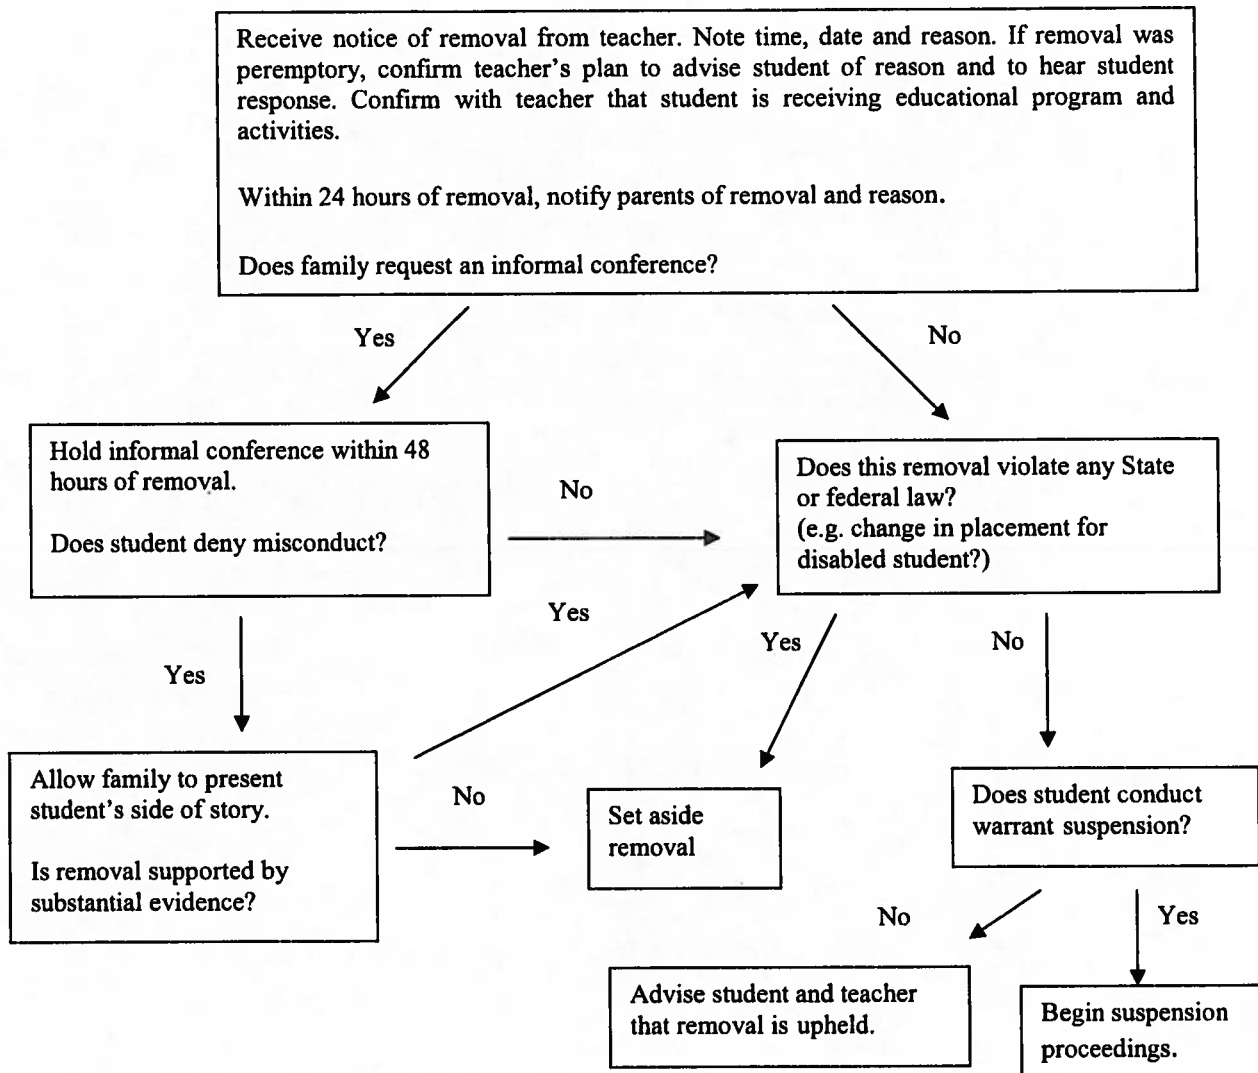 Receive notice of removal from teacher. Note time, date and reason. If removal was
peremptory, confirm teacher's plan to advise student of reason and to hear student
response. Confirm with teacher that student is receiving educational program and
activities.
Within 24 hours of removal, notify parents of removal and reason.
Does family request an informal conference?
Yes
No
Hold informal conference within 48
hours of removal.
Does student deny misconduct?
No
Does this removal violate any State
or federal law?
(e.g. change in placement for
disabled student?)
Yes
Yes
Yes
No
Allow family to present
student's side of story.
Is removal supported by
substantial evidence?
No
Set aside
removal
Does student conduct
warrant suspension?
No
Yes
Advise student and teacher
that removal is upheld.
Begin suspension
proceedings.